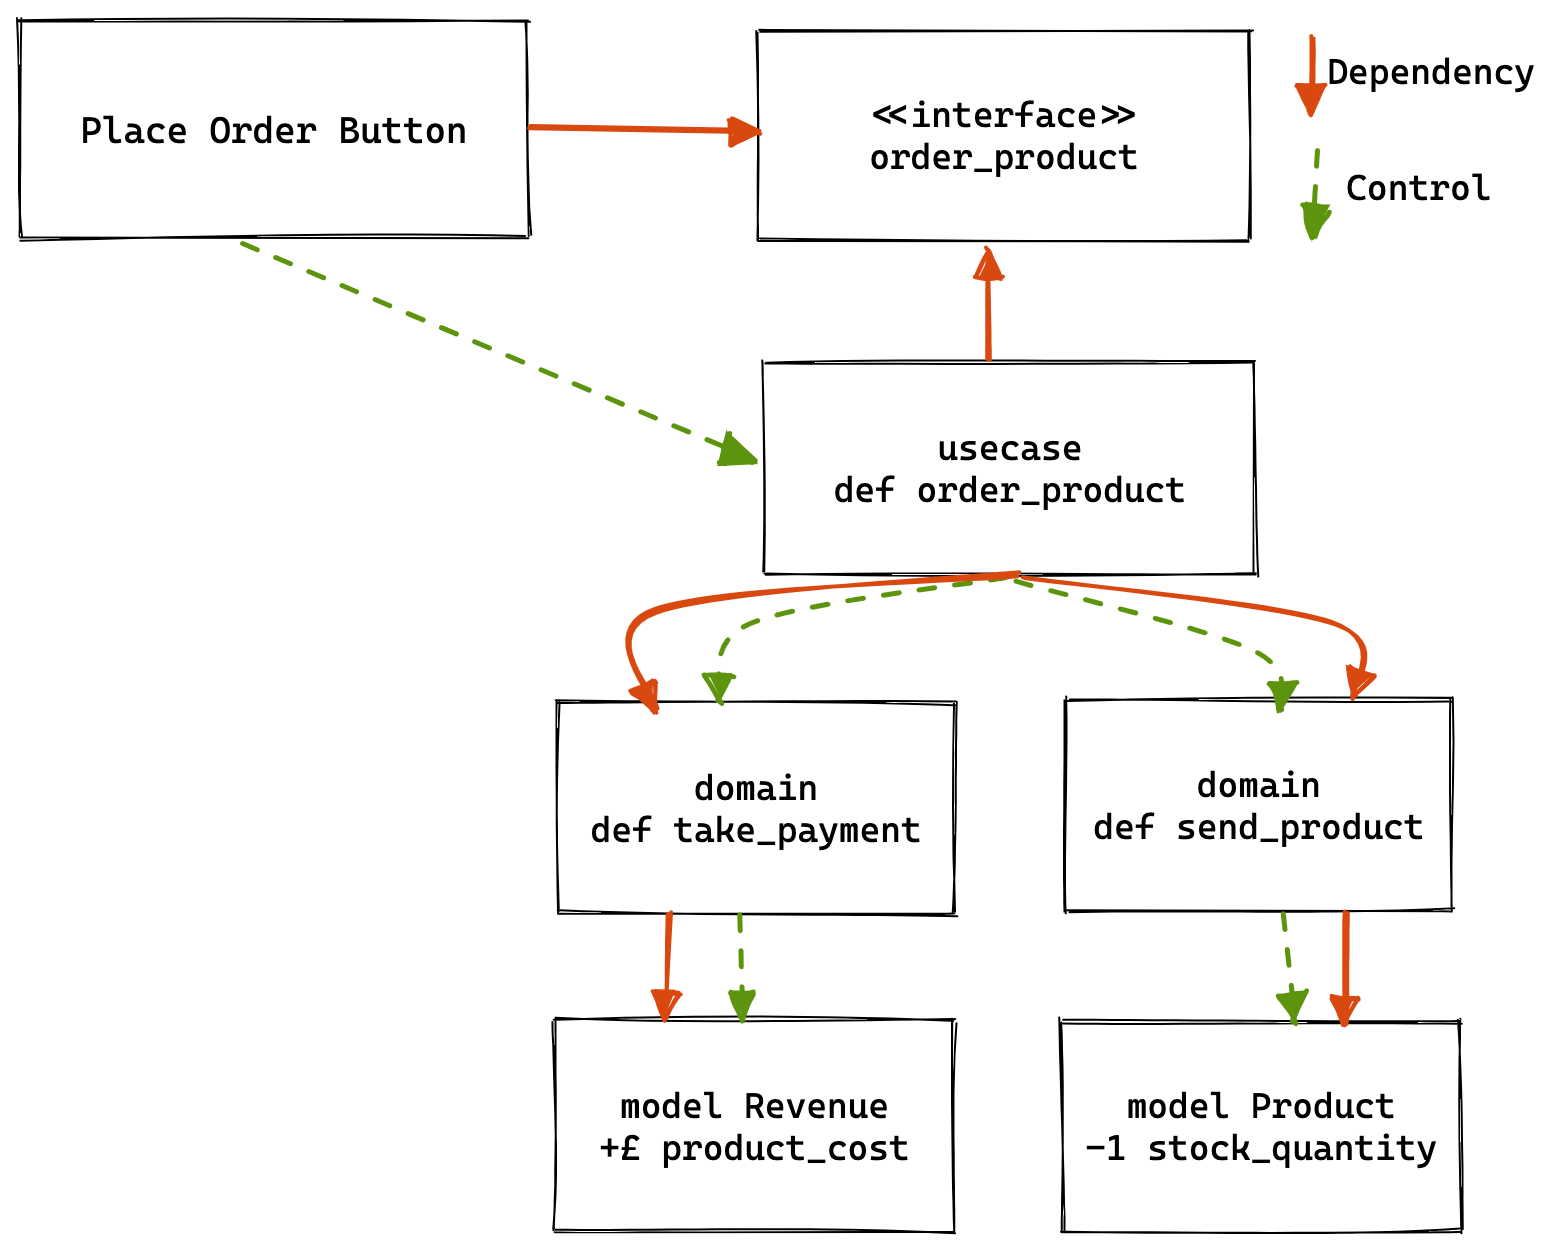 Place Order Button
<<interface>>
order_product
Dependency
Control
usecase
def order_product
domain
def take_payment
domain
def send_product
model Revenue
+£ product_cost
model Product
-1 stock_quantity